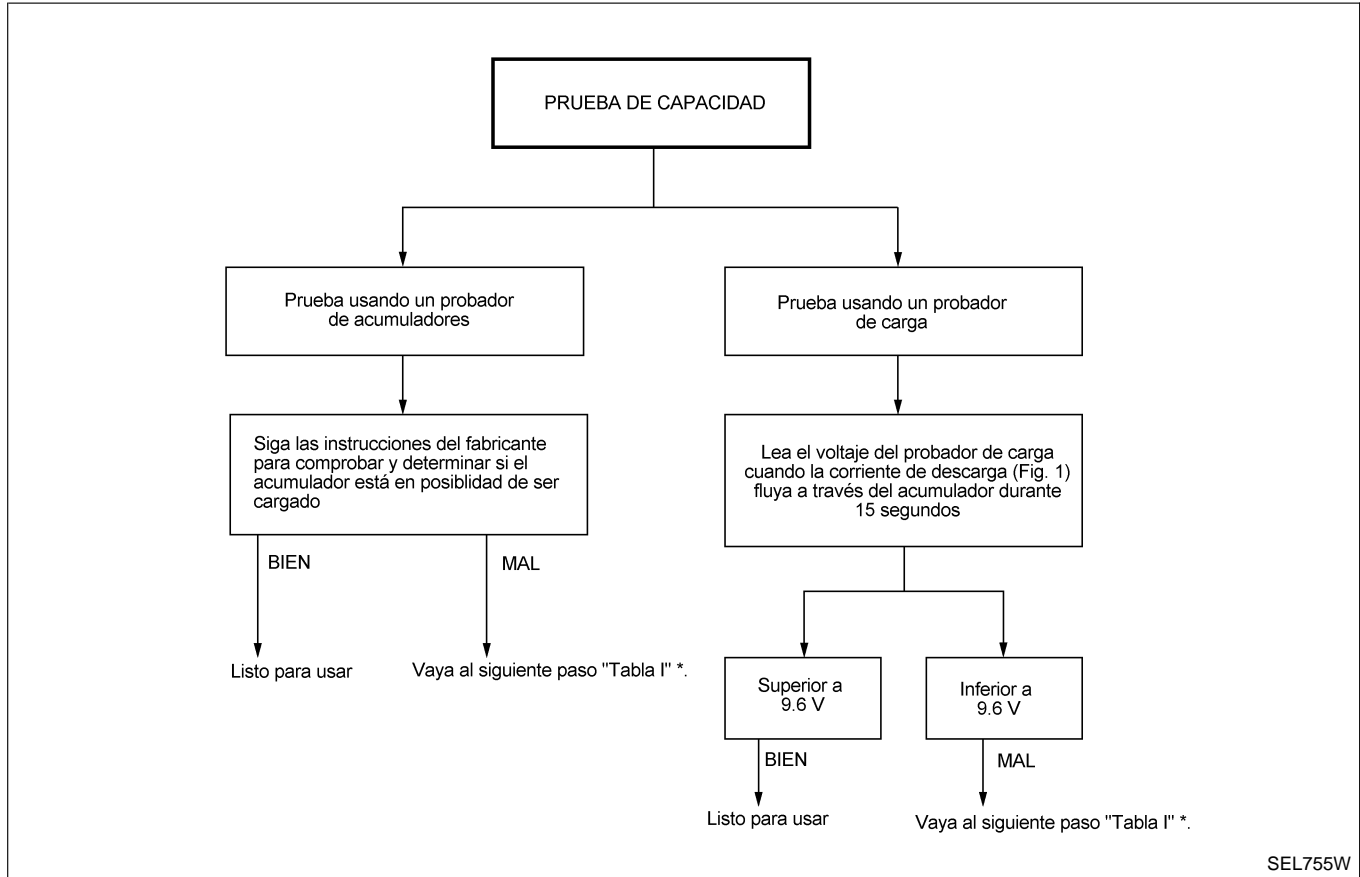 PRUEBA DE CAPACIDAD
Prueba usando un probador
de acumuladores
Prueba usando un probador
de carga
Siga las instrucciones del fabricante
para comprobar y determinar si el
acumulador está en posiblidad de ser
cargado
Lea el voltaje del probador de carga
cuando la corriente de descarga (Fig. 1)
fluya a través del acumulador durante
15 segundos
BIEN
MAL
Listo para usar
Vaya al siguiente paso "Tabla I" *.
Superior a
9.6 V
Inferior a
9.6 V
BIEN
MAL
Listo para usar
Vaya al siguiente paso "Tabla I" *.
SEL755W